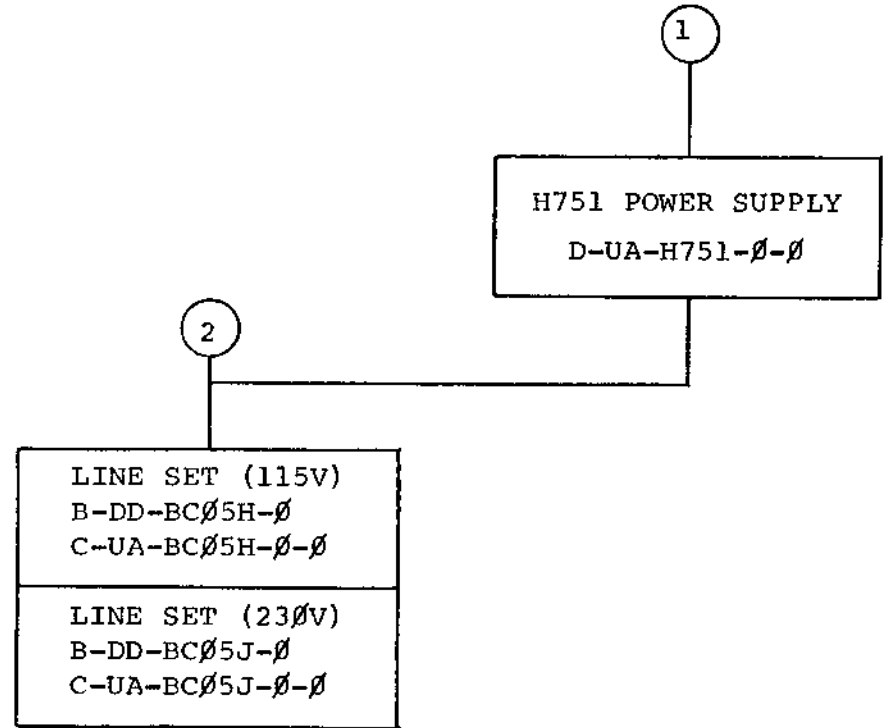 1
H751 POWER SUPPLY
D-UA-H751-Ø-Ø
2
LINE SET (115V)
B-DD-BCØ5H-Ø
C-UA-BCØ5H-Ø-Ø
LINE SET (23ØV)
B-DD-BCØ5J-Ø
C-UA-BCØ5J-Ø-Ø